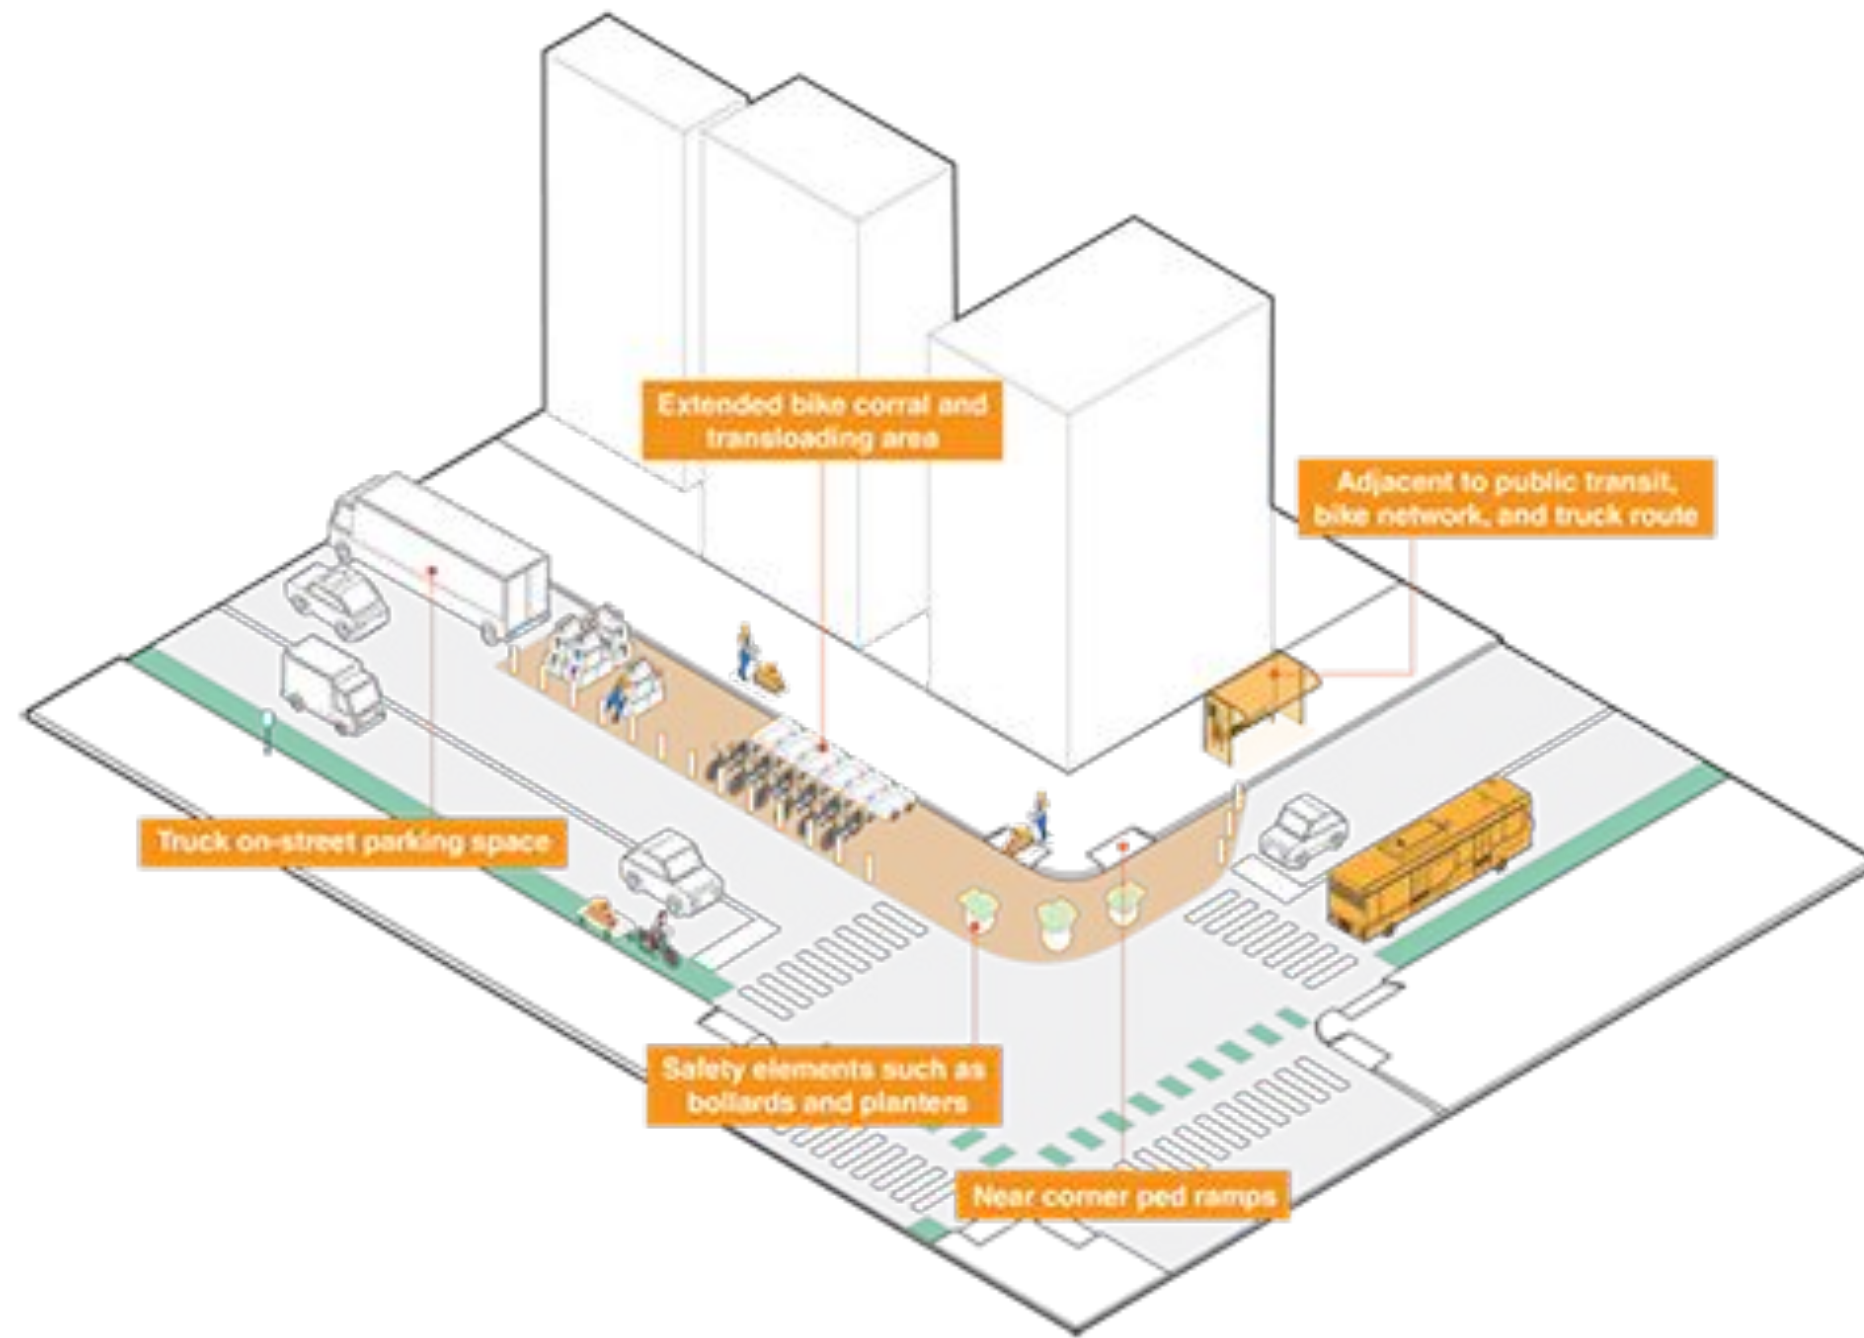 Extended bike corral and
transloading area
Adjacent to public transit,
bike network, and truck route
Truck on-street parking space
Safety elements such as
bollards and planters
Near corner ped ramps